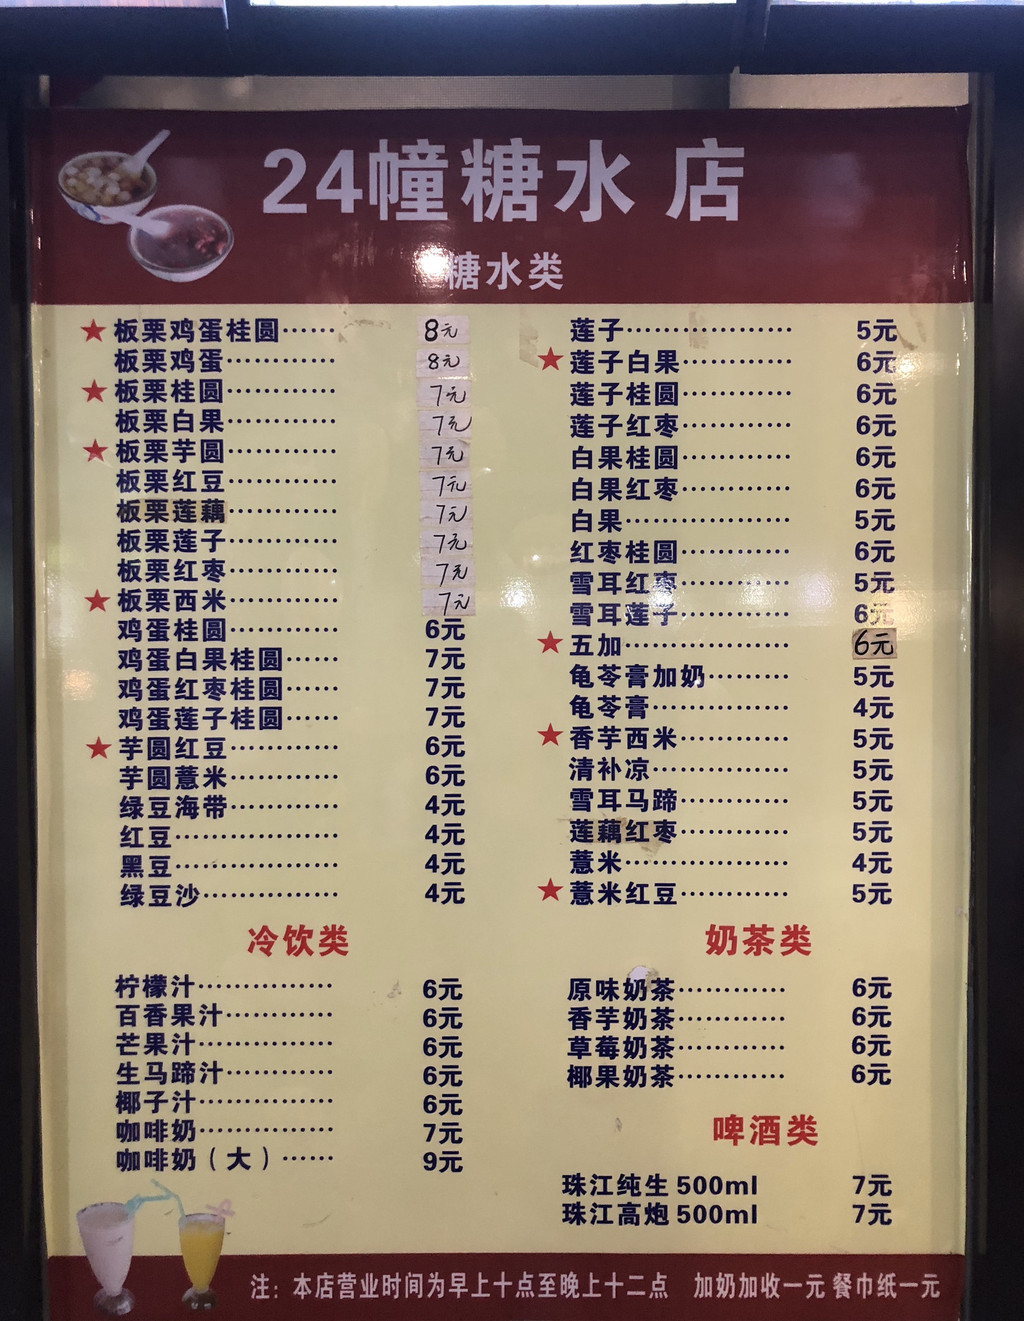 24幢糖水店
糖水类
★板栗鸡蛋桂圆…… 8元
板栗鸡蛋………… 8元
★板栗桂圆………… 7元
板栗白果………… 7元
★板栗芋圆………… 7元
板栗红豆………… 7元
板栗莲藕………… 7元
板栗莲子………… 7元
板栗红枣………… 7元
★板栗西米………… 7元
鸡蛋桂圆………… 6元
鸡蛋白果桂圆…… 7元
鸡蛋红枣桂圆…… 7元
鸡蛋莲子桂圆…… 7元
★芋圆红豆………… 6元
芋圆薏米………… 6元
绿豆海带………… 4元
红豆……………… 4元
黑豆……………… 4元
绿豆沙…………… 4元
莲子……………… 5元
★莲子白果………… 6元
莲子桂圆………… 6元
莲子红枣………… 6元
白果桂圆………… 6元
白果红枣………… 6元
白果……………… 5元
红枣桂圆………… 6元
雪耳红枣………… 5元
雪耳莲子………… 6元
★五加……………… 6元
龟苓膏加奶……… 5元
龟苓膏…………… 4元
★香芋西米………… 5元
清补凉…………… 5元
雪耳马蹄………… 5元
莲藕红枣………… 5元
薏米……………… 4元
★薏米红豆………… 5元
冷饮类
柠檬汁…………… 6元
百香果汁………… 6元
芒果汁…………… 6元
生马蹄汁………… 6元
椰子汁…………… 6元
咖啡奶…………… 7元
咖啡奶（大）…… 9元
奶茶类
原味奶茶………… 6元
香芋奶茶………… 6元
草莓奶茶………… 6元
椰果奶茶………… 6元
啤酒类
珠江纯生 500ml 7元
珠江高炮 500ml 7元
注：本店营业时间为早上十点至晚上十二点 加奶加收一元 餐巾纸一元